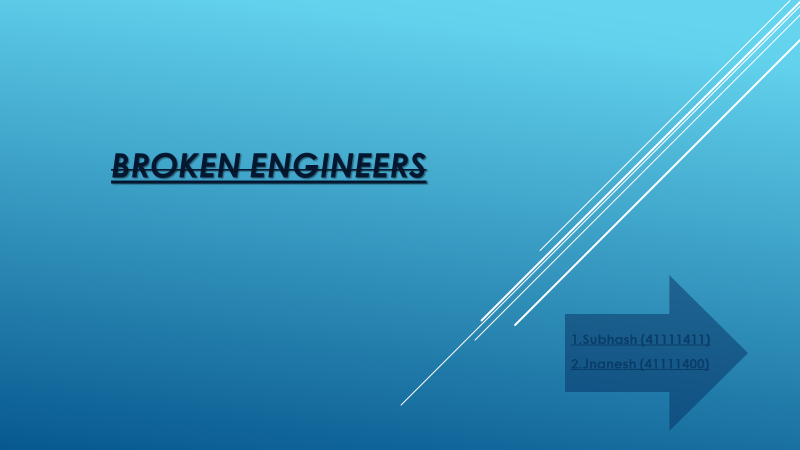 BROKEN ENGINEERS
1.Subhash (41111411)
2.Jnanesh (41111400)